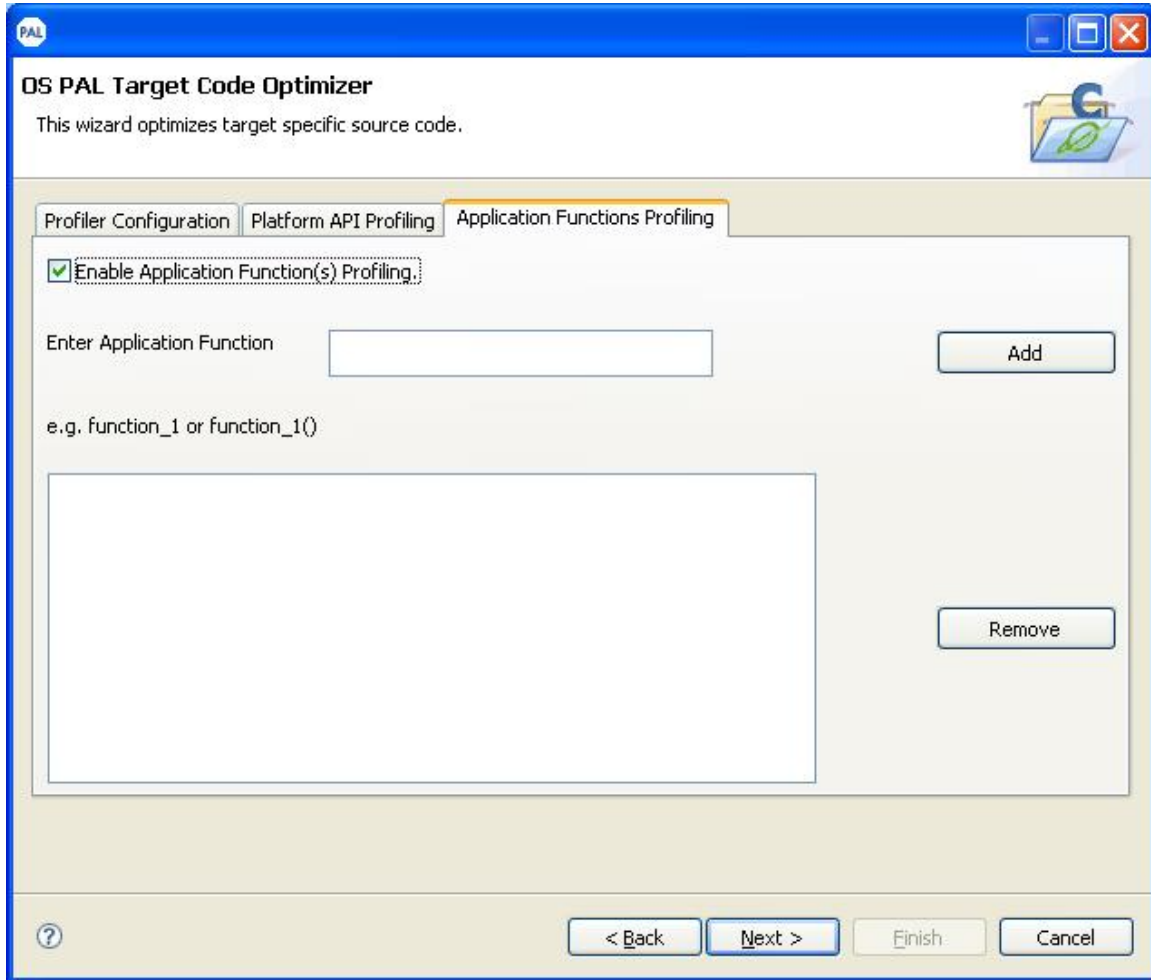 PAL
OS PAL Target Code Optimizer
This wizard optimizes target specific source code.
C
Profiler Configuration Platform API Profiling Application Functions Profiling
Enable Application Function(s) Profiling.
Enter Application Function
Add
e.g. function_1 or function_1()
Remove
? < Back Next > Finish Cancel